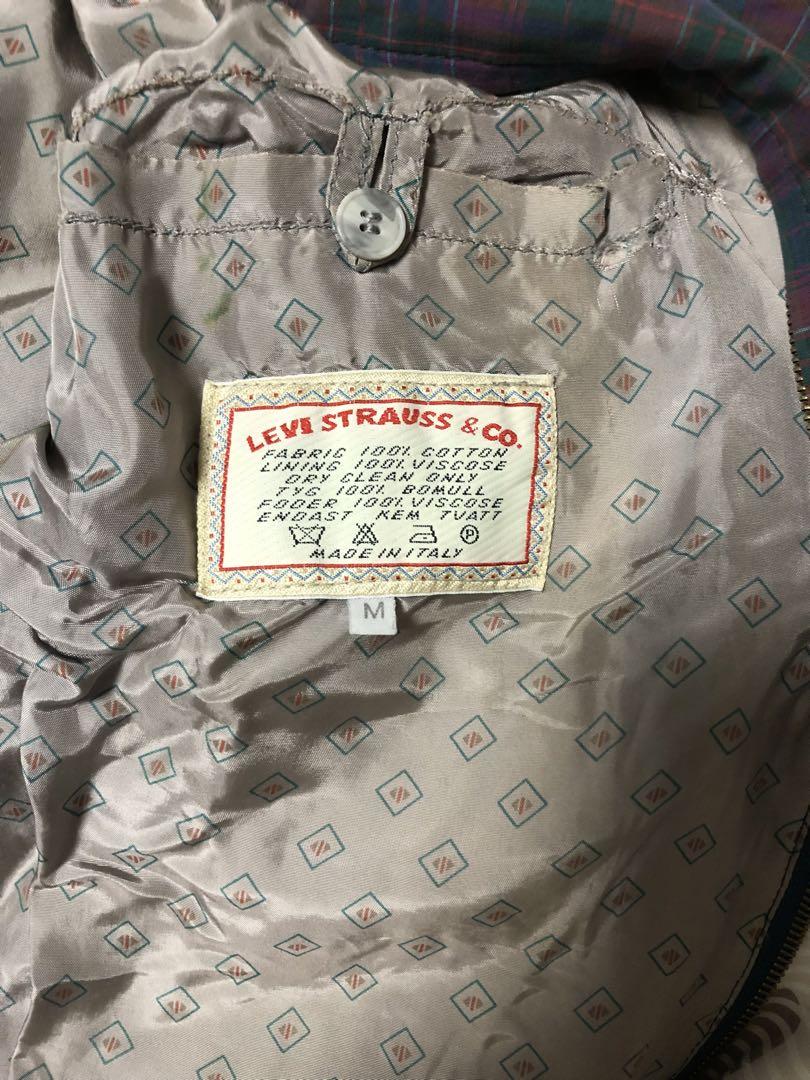 LEVI STRAUSS & CO.
FABRIC 100% COTTON
LINING 100% VISCOSE
DRY CLEAN ONLY
TYG 100% BOMULL
FODER 100% VISCOSE
ENDAST KEM TVATT
P
MADE IN ITALY
M